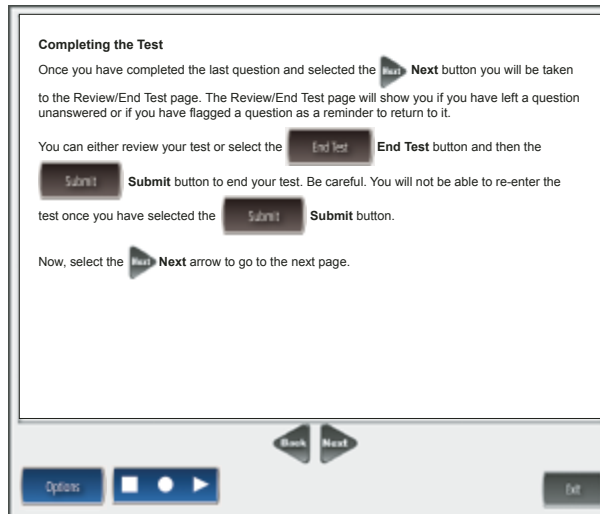 Completing the Test
Once you have completed the last question and selected the Next Next button you will be taken
to the Review/End Test page. The Review/End Test page will show you if you have left a question
unanswered or if you have flagged a question as a reminder to return to it.
You can either review your test or select the End Test End Test button and then the
Submit Submit button to end your test. Be careful. You will not be able to re-enter the
test once you have selected the Submit Submit button.
Now, select the Next Next arrow to go to the next page.
Back Next
Options Exit